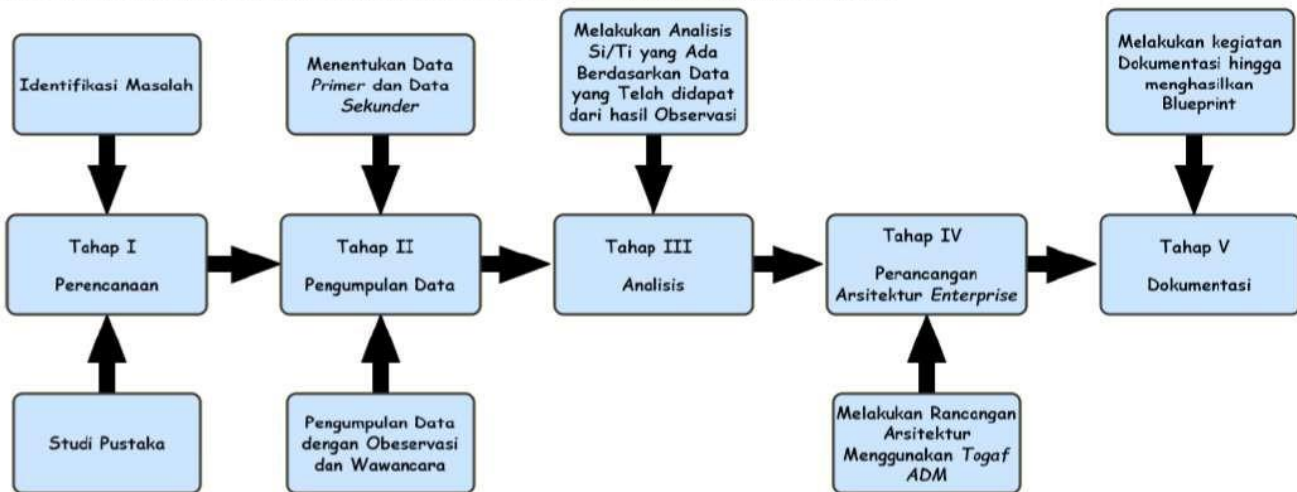 Identifikasi Masalah
Menentukan Data
Primer dan Data
Sekunder
Melakukan Analisis
Si/Ti yang Ada
Berdasarkan Data
yang Telah didapat
dari hasil Observasi
Melakukan kegiatan
Dokumentasi hingga
menghasilkan
Blueprint
Tahap I
Perencanaan
Tahap II
Pengumpulan Data
Tahap III
Analisis
Tahap IV
Perancangan
Arsitektur Enterprise
Tahap V
Dokumentasi
Studi Pustaka
Pengumpulan Data
dengan Obeservasi
dan Wawancara
Melakukan Rancangan
Arsitektur
Menggunakan Togaf
ADM